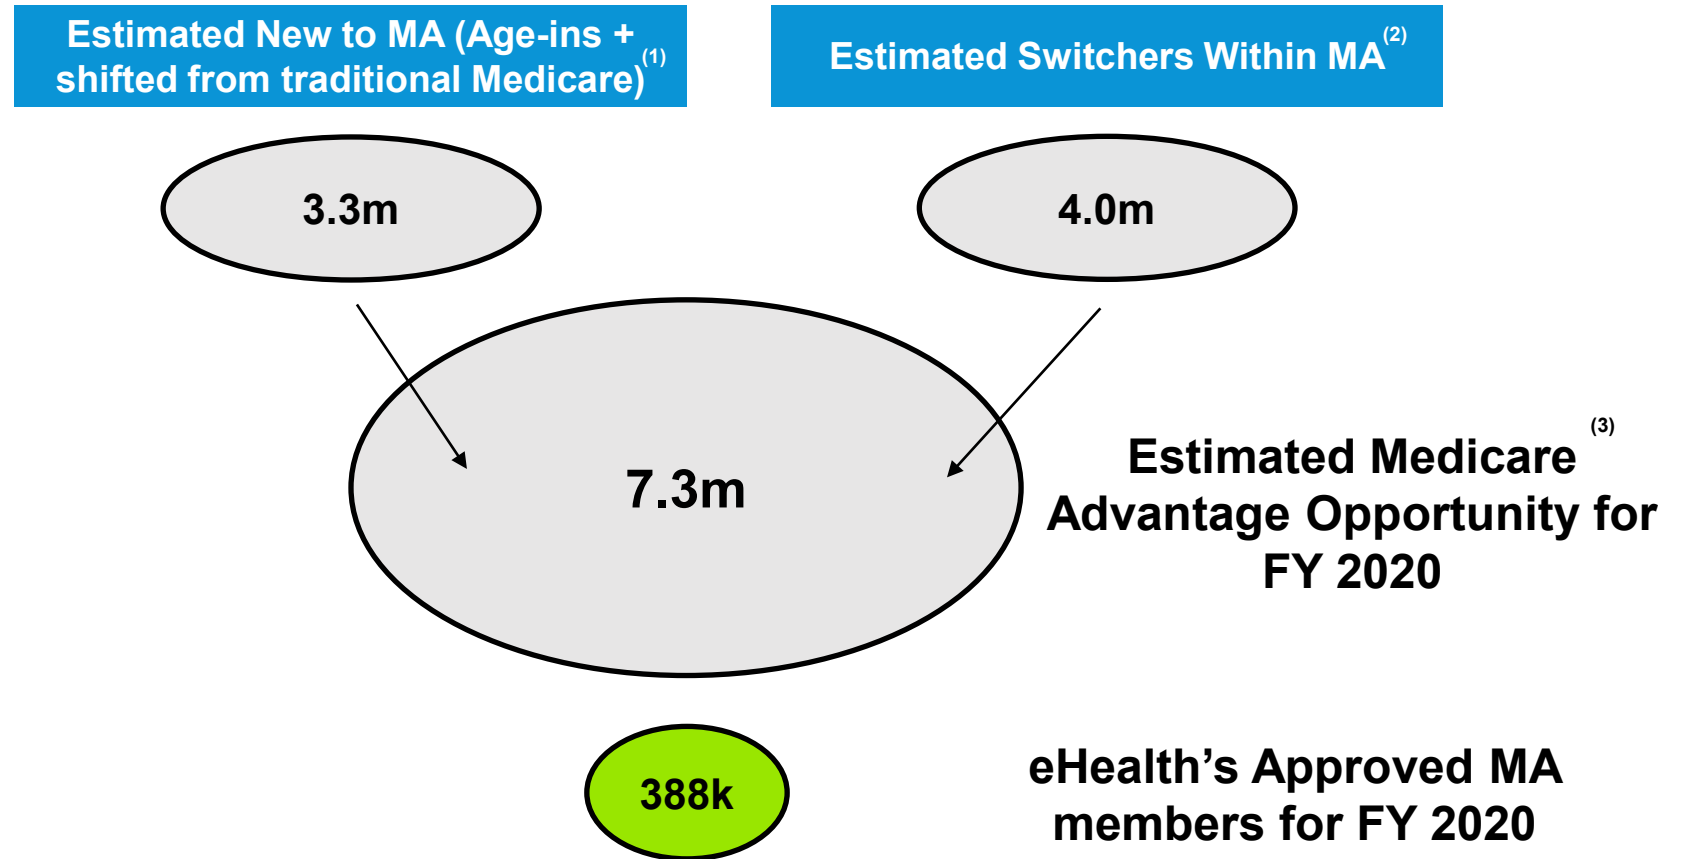 Estimated New to MA (Age-ins +
shifted from traditional Medicare)(1)
Estimated Switchers Within MA(2)
3.3m
4.0m
7.3m
Estimated Medicare(3)
Advantage Opportunity for
FY 2020
388k
eHealth’s Approved MA
members for FY 2020